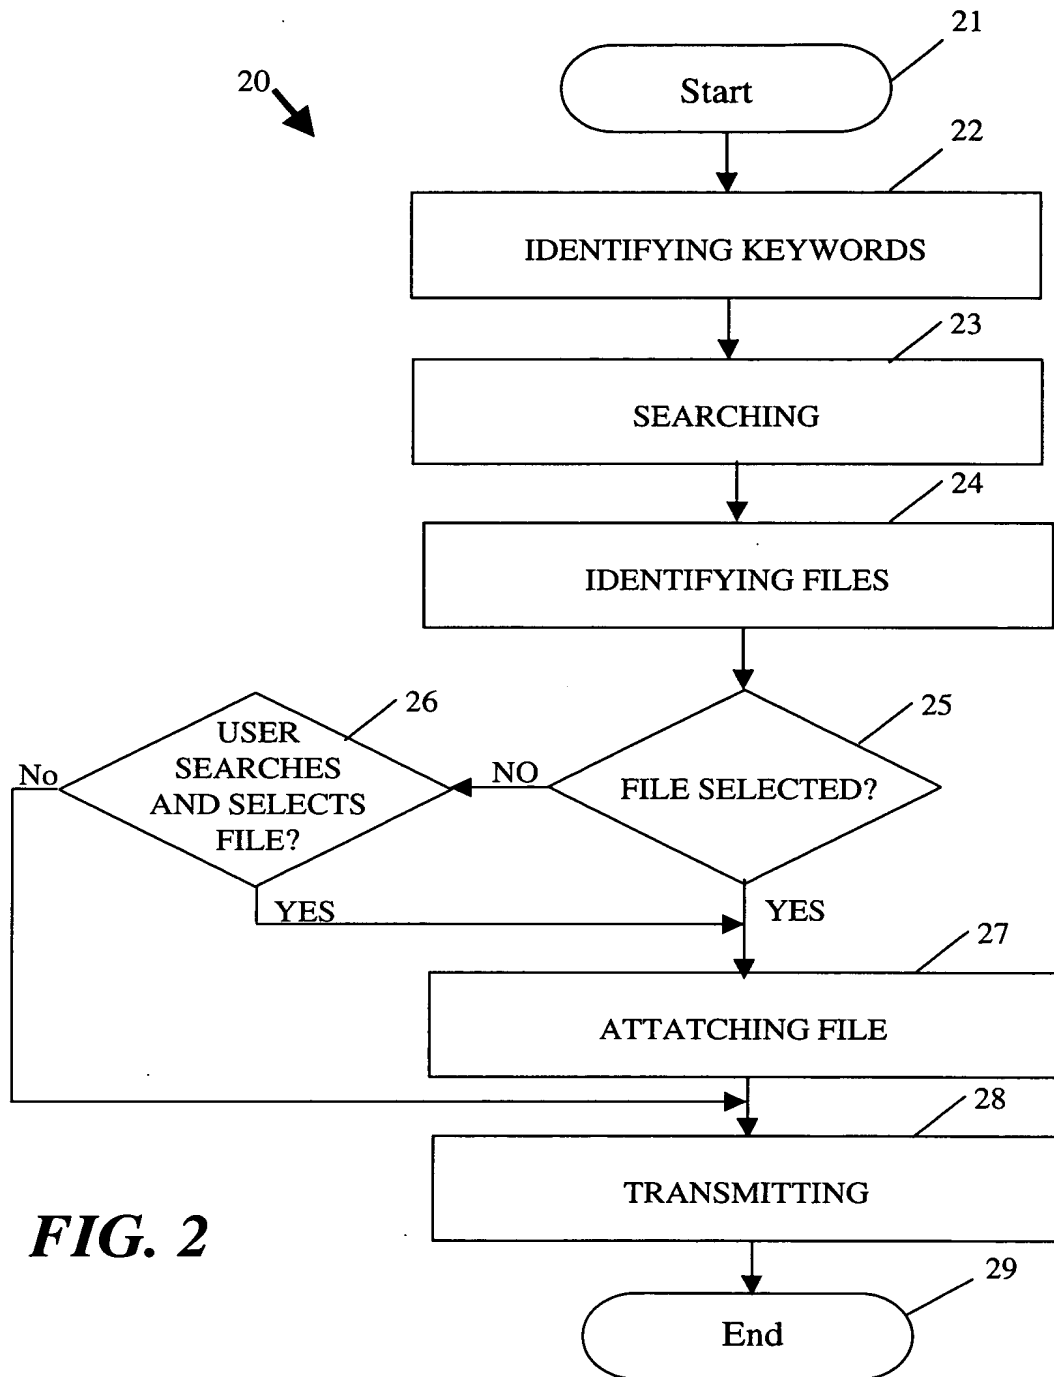 21
20
Start
22
IDENTIFYING KEYWORDS
23
SEARCHING
24
IDENTIFYING FILES
26
25
USER
SEARCHES
AND SELECTS
FILE?
No
NO
FILE SELECTED?
YES
YES
27
ATTATCHING FILE
28
TRANSMITTING
FIG. 2
29
End